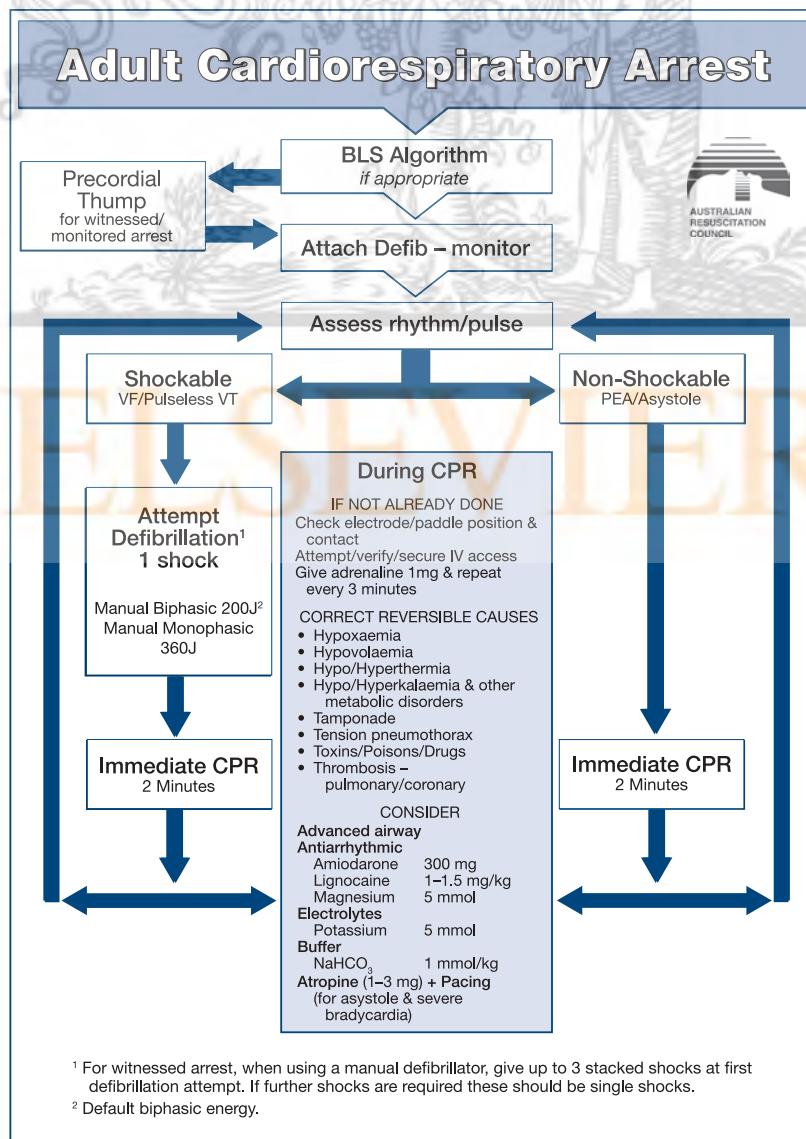 Adult Cardiorespiratory Arrest
BLS Algorithm
if appropriate
Precordial
Thump
for witnessed/
monitored arrest
AUSTRALIAN
RESUSCITATION
COUNCIL
Attach Defib – monitor
Assess rhythm/pulse
Shockable
VF/Pulseless VT
Non-Shockable
PEA/Asystole
ELSEVIER
Attempt
Defibrillation¹
1 shock
Manual Biphasic 200J²
Manual Monophasic
360J
Immediate CPR
2 Minutes
During CPR
IF NOT ALREADY DONE
Check electrode/paddle position &
contact
Attempt/verify/secure IV access
Give adrenaline 1mg & repeat
every 3 minutes
CORRECT REVERSIBLE CAUSES
• Hypoxaemia
• Hypovolaemia
• Hypo/Hyperthermia
• Hypo/Hyperkalaemia & other
metabolic disorders
• Tamponade
• Tension pneumothorax
• Toxins/Poisons/Drugs
• Thrombosis –
pulmonary/coronary
CONSIDER
Advanced airway
Antiarrhythmic
Amiodarone 300 mg
Lignocaine 1–1.5 mg/kg
Magnesium 5 mmol
Electrolytes
Potassium 5 mmol
Buffer
NaHCO₃ 1 mmol/kg
Atropine (1–3 mg) + Pacing
(for asystole & severe
bradycardia)
Immediate CPR
2 Minutes
¹ For witnessed arrest, when using a manual defibrillator, give up to 3 stacked shocks at first
defibrillation attempt. If further shocks are required these should be single shocks.
² Default biphasic energy.